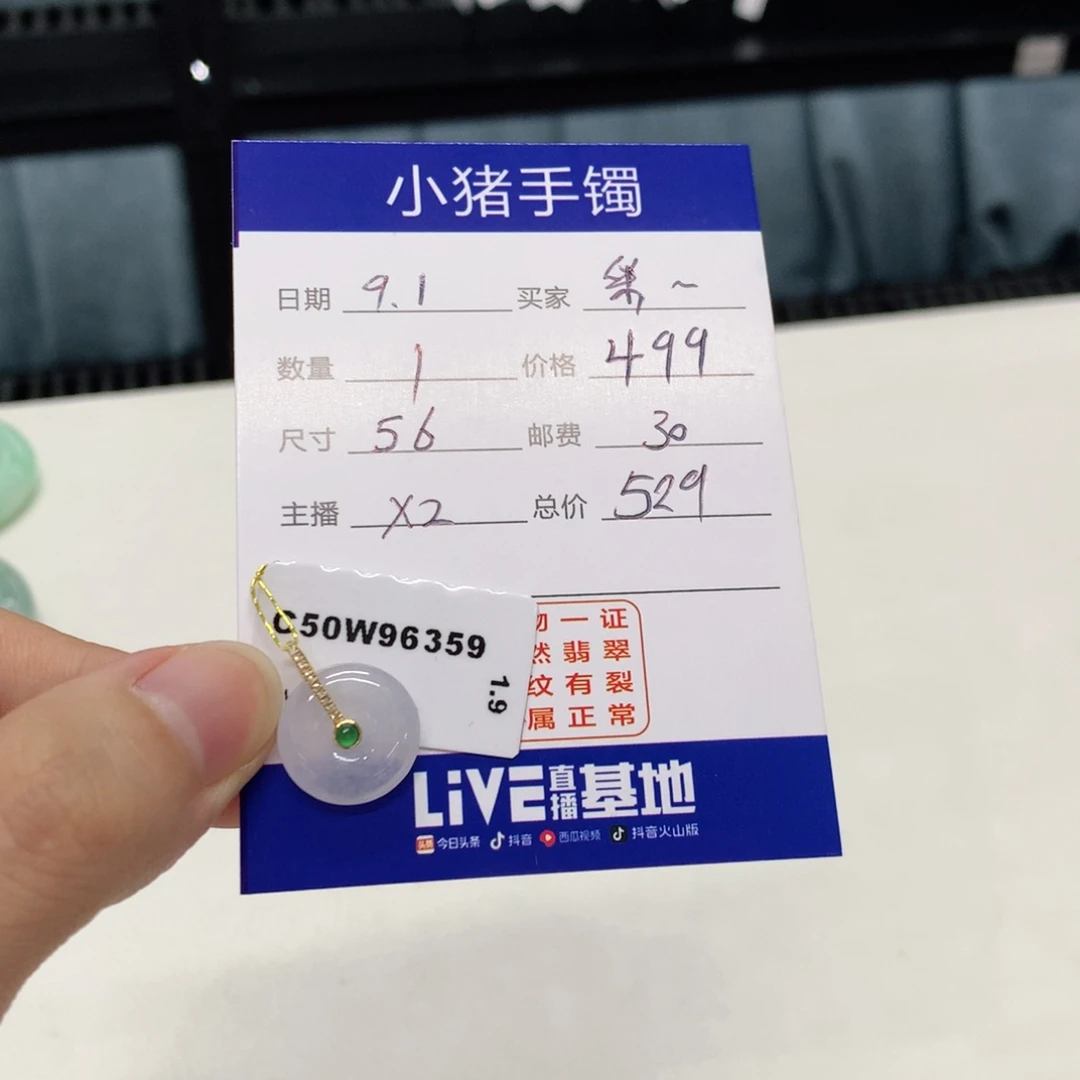 小猪手镯
日期 9.1 买家 ~
数量 1 价格 499
尺寸 56 邮费 30
主播 X2 总价 529
C50W96359
1.9
一证
然翡翠
纹有裂
属正常
LiVE直播基地
头条 今日头条 抖音 西瓜视频 抖音火山版